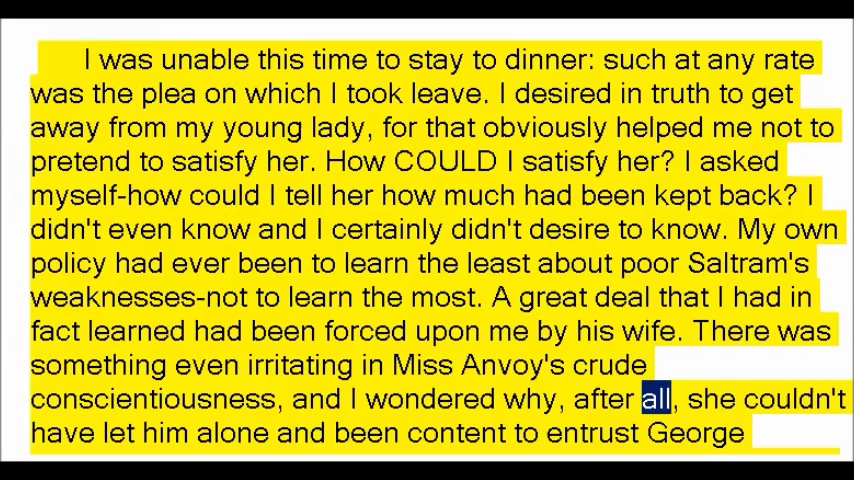 I was unable this time to stay to dinner: such at any rate
was the plea on which I took leave. I desired in truth to get
away from my young lady, for that obviously helped me not to
pretend to satisfy her. How COULD I satisfy her? I asked
myself-how could I tell her how much had been kept back? I
didn't even know and I certainly didn't desire to know. My own
policy had ever been to learn the least about poor Saltram's
weaknesses-not to learn the most. A great deal that I had in
fact learned had been forced upon me by his wife. There was
something even irritating in Miss Anvoy's crude
conscientiousness, and I wondered why, after all, she couldn't
have let him alone and been content to entrust George